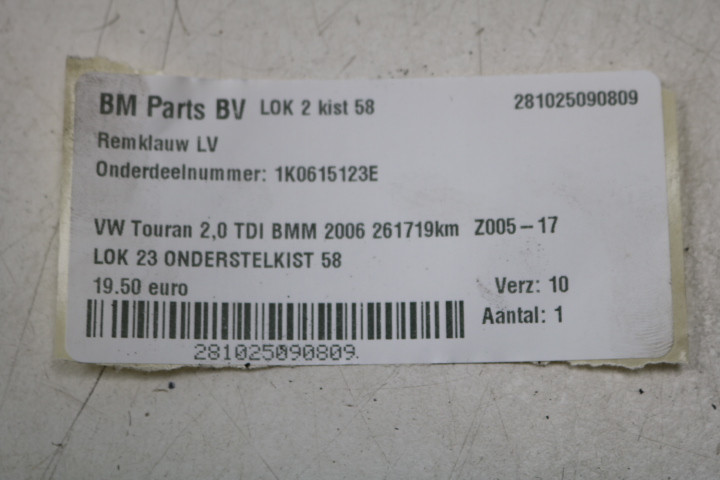 BM Parts BV LOK 2 kist 58 281025090809
Remklauw LV
Onderdeelnummer: 1K0615123E
VW Touran 2,0 TDI BMM 2006 261719km Z005-17
LOK 23 ONDERSTELKIST 58
19.50 euro Verz: 10
Aantal: 1
281025090809.